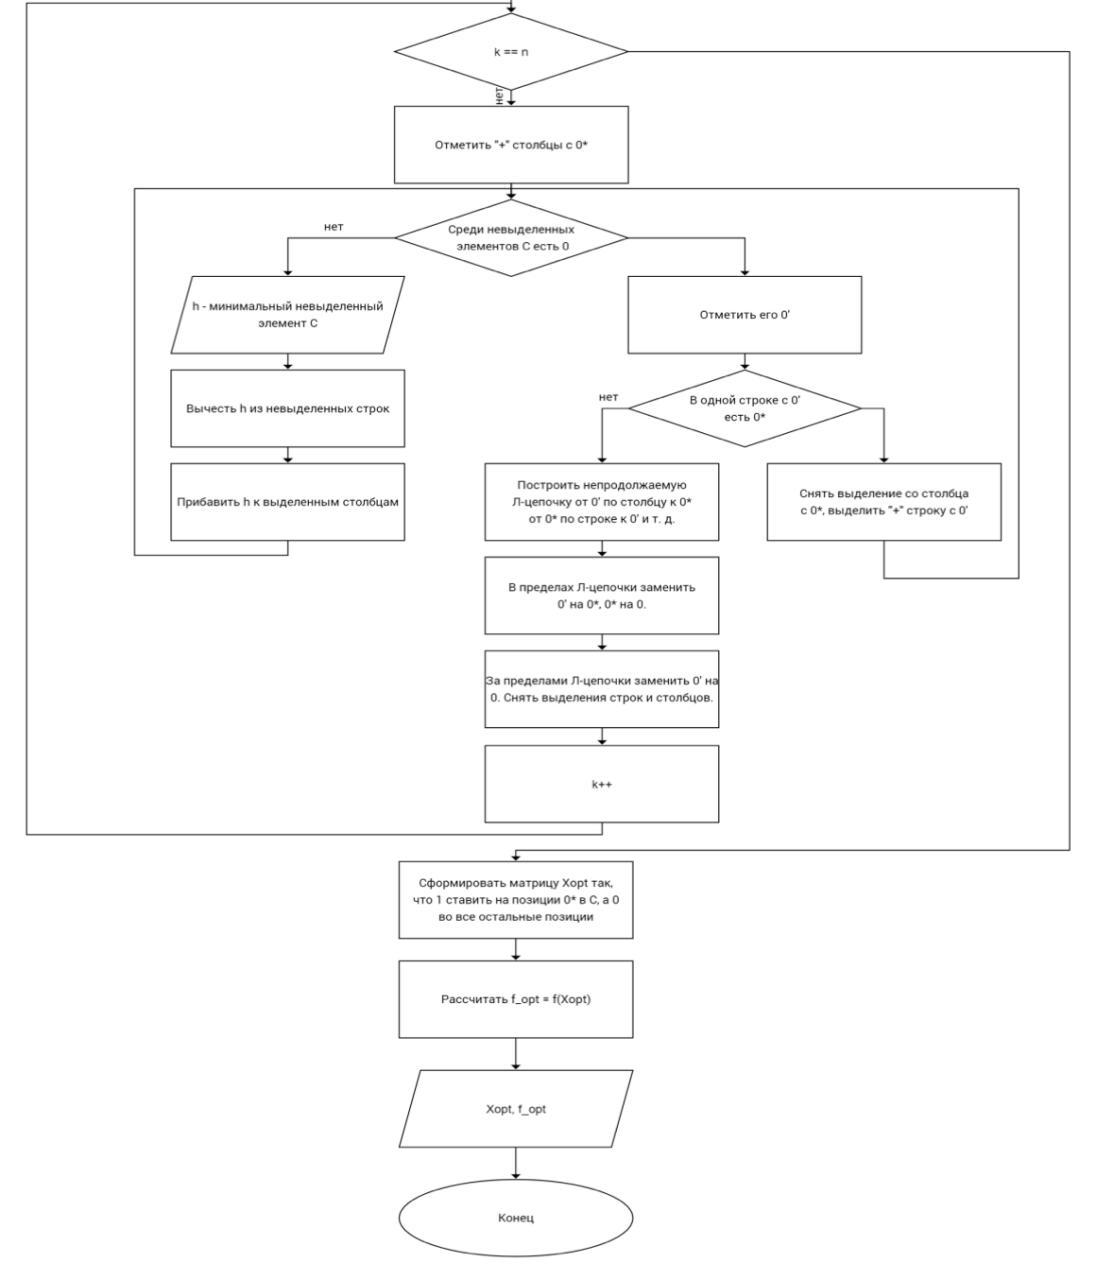 k == n
нет
Отметить "+" столбцы с 0*
нет
Среди невыделенных
элементов C есть 0
h - минимальный невыделенный
элемент C
Отметить его 0'
Вычесть h из невыделенных строк
нет
В одной строке с 0'
есть 0*
Прибавить h к выделенным столбцам
Построить непродолжаемую
Л-цепочку от 0' по столбцу к 0*
от 0* по строке к 0' и т. д.
Снять выделение со столбца
с 0*, выделить "+" строку с 0'
В пределах Л-цепочки заменить
0' на 0*, 0* на 0.
За пределами Л-цепочки заменить 0' на
0. Снять выделения строк и столбцов.
k++
Сформировать матрицу Xopt так,
что 1 ставить на позиции 0* в C, а 0
во все остальные позиции
Рассчитать f_opt = f(Xopt)
Xopt, f_opt
Конец